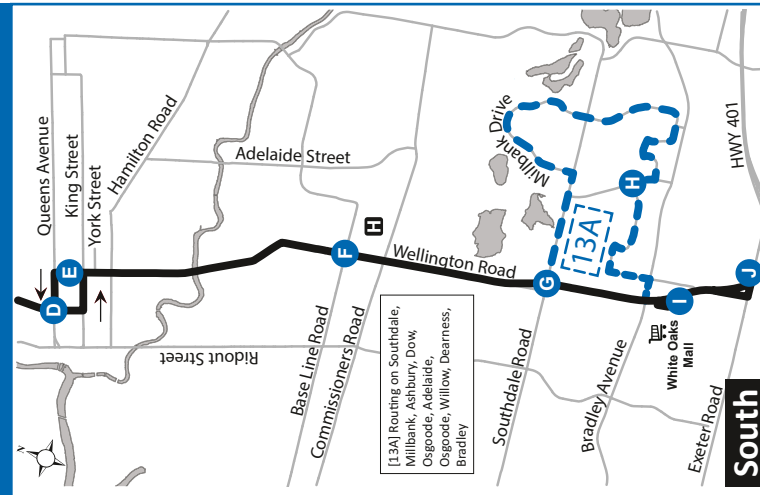 Queens Avenue
King Street
York Street
Hamilton Road
Adelaide Street
Ridout Street
N
D
E
F
H
Wellington Road
Base Line Road
Commissioners Road
Millbank Drive
[13A] Routing on Southdale,
Millbank, Ashbury, Dow,
Osgoode, Adelaide,
Osgoode, Willow, Dearness,
Bradley
13A
G
H
Southdale Road
Bradley Avenue
I
White Oaks
Mall
J
Exeter Road
HWY 401
South